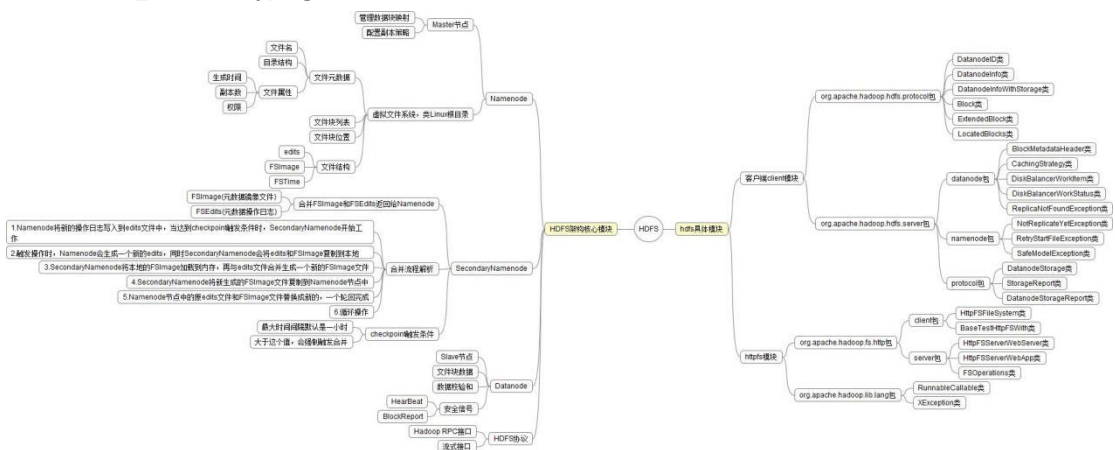 管理数据块映射
配置副本策略
Master节点
文件名
目录结构
生成时间
副本数
权限
文件属性
文件元数据
文件块列表
文件块位置
edits
FSImage
FSTime
文件结构
虚拟文件系统，类Linux根目录
Namenode
FSImage(元数据镜像文件)
FSEdits(元数据操作日志)
合并FSImage和FSEdits返回给Namenode
1.Namenode将新的操作日志写入到edits文件中，当达到checkpoint触发条件时，SecondaryNamenode开始工
作
2.触发操作时，Namenode会生成一个新的edits，同时SecondaryNamenode会将edits和FSImage复制到本地
3.SecondaryNamenode将本地的FSImage加载到内存，再与edits文件合并生成一个新的FSImage文件
4.SecondaryNamenode将新生成的FSImage文件复制到Namenode节点中
5.Namenode节点中的原edits文件和FSImage文件替换成新的，一个轮回完成
6.循环操作
合并流程解析
最大时间间隔默认是一小时
大于这个值，会强制触发合并
checkpoint触发条件
SecondaryNamenode
Slave节点
文件块数据
数据校验和
HearBeat
BlockReport
安全信号
Datanode
Hadoop RPC接口
流式接口
HDFS协议
HDFS架构核心模块
HDFS
hdfs具体模块
客户端client模块
org.apache.hadoop.hdfs.protocol包
DatanodeID类
DatanodeInfo类
DatanodeInfoWithStorage类
Block类
ExtendedBlock类
LocatedBlocks类
org.apache.hadoop.hdfs.server包
datanode包
BlockMetadataHeader类
CachingStrategy类
DiskBalancerWorkItem类
DiskBalancerWorkStatus类
ReplicaNotFoundException类
namenode包
NotReplicateYetException类
RetryStartFileException类
SafeModelException类
protocol包
DatanodeStorage类
StorageReport类
DatanodeStorageReport类
httpfs模块
org.apache.hadoop.fs.http包
client包
HttpFSFileSystem类
BaseTestHttpFSWith类
server包
HttpFSServerWebServer类
HttpFSServerWebApp类
FSOperations类
org.apache.hadoop.lib.lang包
RunnableCallable类
XException类